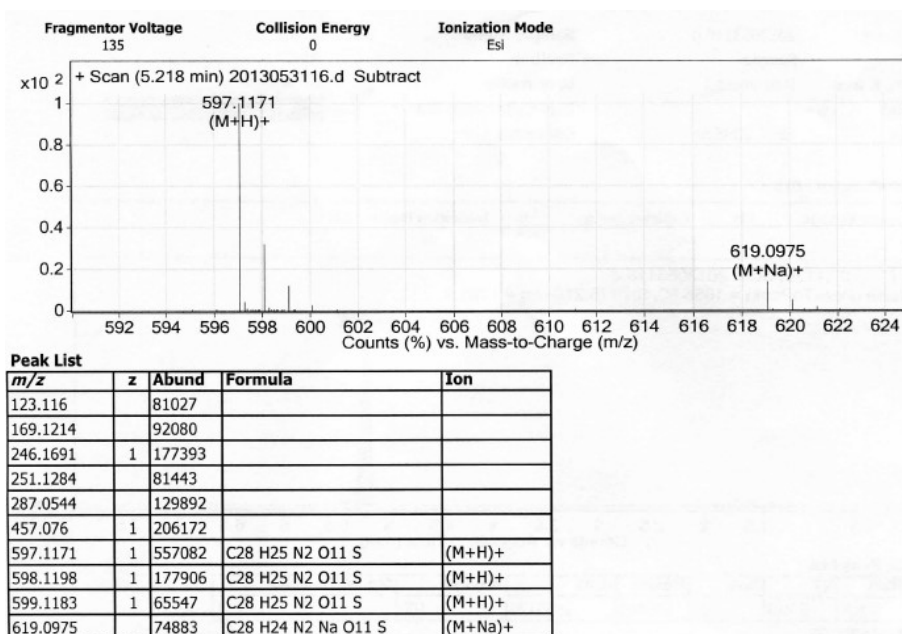 Fragmentor Voltage Collision Energy Ionization Mode
135 0 Esi
x10 2 + Scan (5.218 min) 2013053116.d Subtract
1
597.1171
(M+H)+
0.8
0.6
0.4
619.0975
(M+Na)+
0.2
0
592 594 596 598 600 602 604 606 608 610 612 614 616 618 620 622 624
Counts (%) vs. Mass-to-Charge (m/z)
Peak List
m/z z Abund Formula Ion
123.116 81027
169.1214 92080
246.1691 1 177393
251.1284 81443
287.0544 129892
457.076 1 206172
597.1171 1 557082 C28 H25 N2 O11 S (M+H)+
598.1198 1 177906 C28 H25 N2 O11 S (M+H)+
599.1183 1 65547 C28 H25 N2 O11 S (M+H)+
619.0975 74883 C28 H24 N2 Na O11 S (M+Na)+